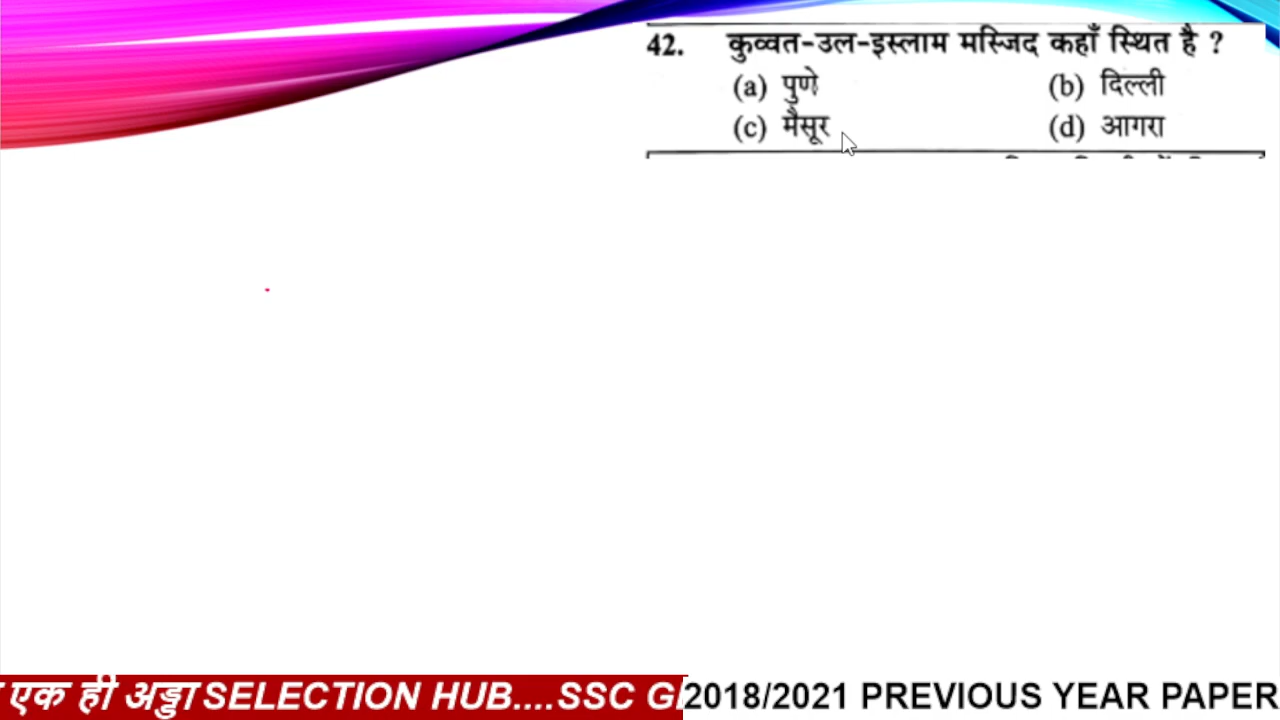 42. कुव्वत-उल-इस्लाम मस्जिद कहाँ स्थित है ?
(a) पुणे (b) दिल्ली
(c) मैसूर (d) आगरा
एक ही अड्डा SELECTION HUB....SSC G 2018/2021 PREVIOUS YEAR PAPER